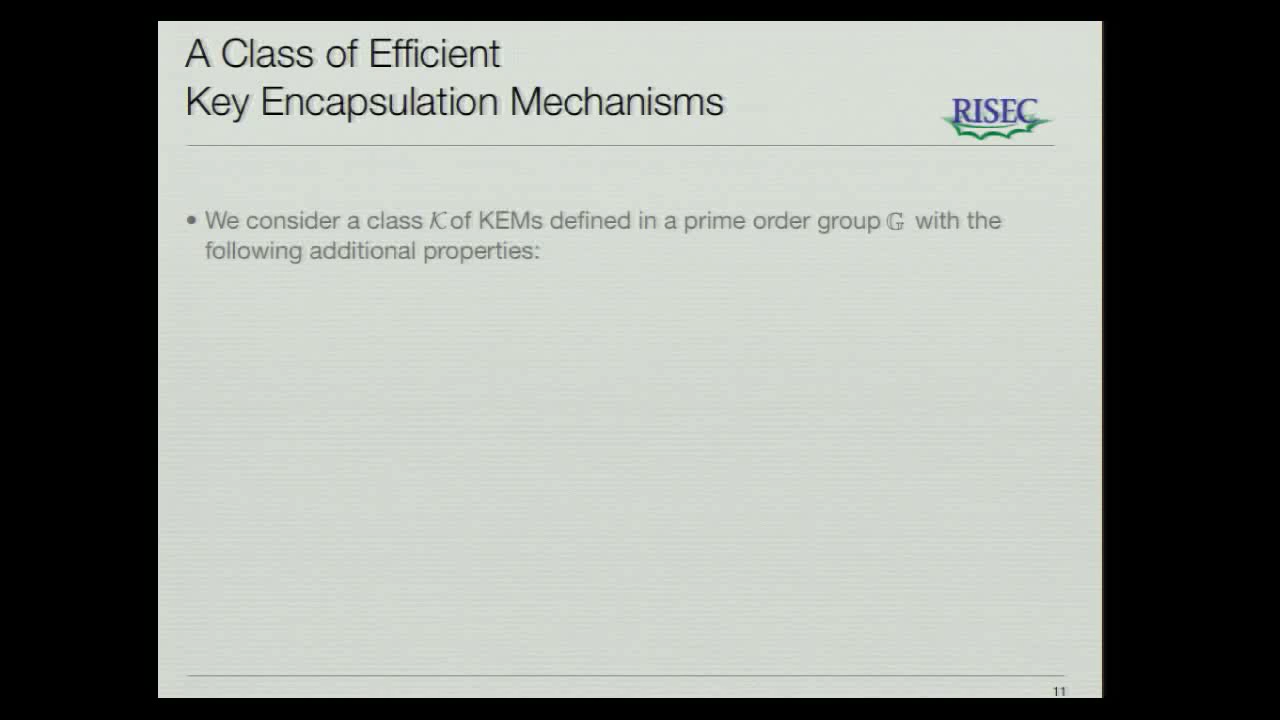 A Class of Efficient
Key Encapsulation Mechanisms
RISEC
• We consider a class 𝒦 of KEMs defined in a prime order group 𝔾 with the
following additional properties:
11